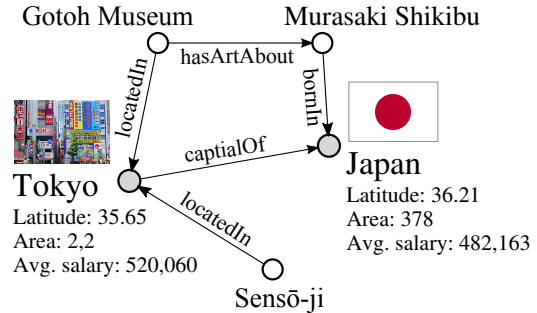 Gotoh Museum
Murasaki Shikibu
hasArtAbout
locatedIn
bornIn
captialOf
Japan
Latitude: 36.21
Area: 378
Avg. salary: 482,163
Tokyo
Latitude: 35.65
Area: 2,2
Avg. salary: 520,060
locatedIn
Sensō-ji